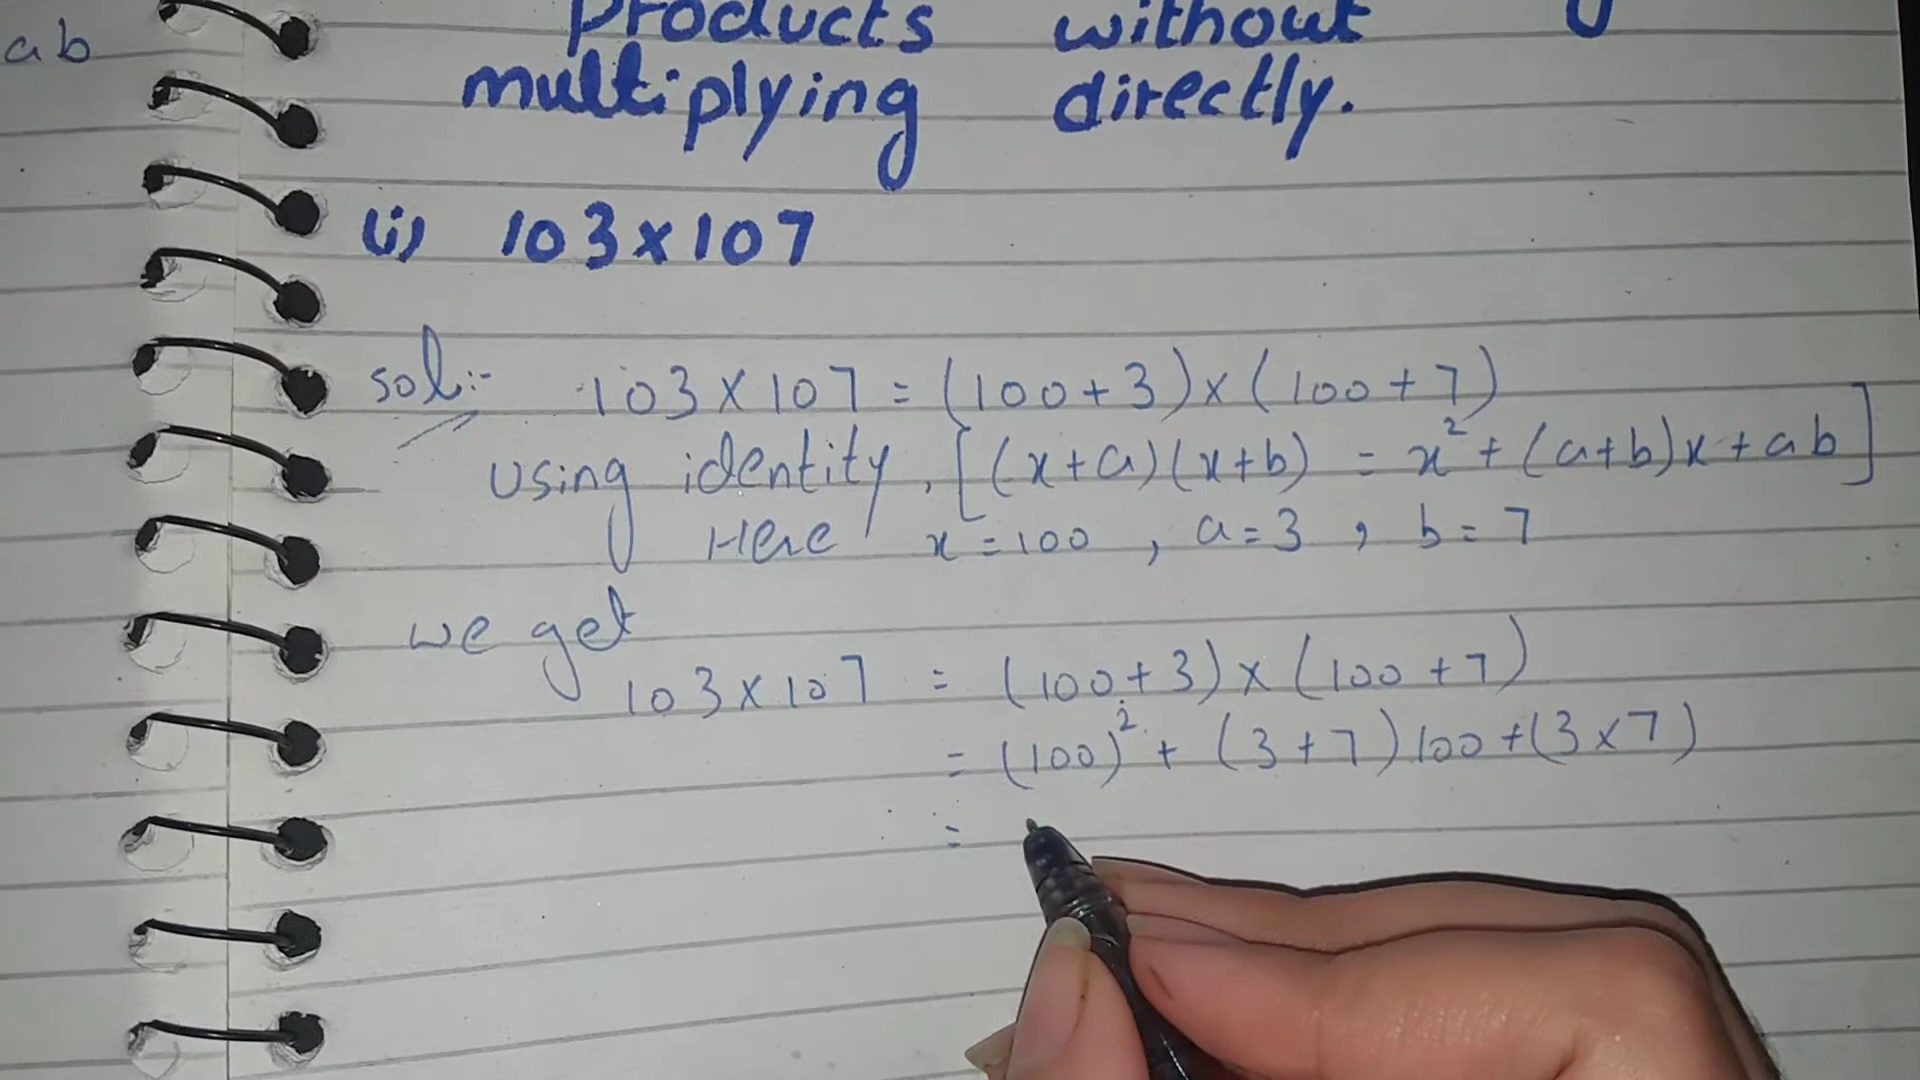 ab
Products without
multiplying directly.
(i) 103×107
sol:- 103×107 = (100+3)×(100+7)
Using identity, [(x+a)(x+b) = x²+(a+b)x+ab]
Here x=100, a=3, b=7
we get
103×107 = (100+3)×(100+7)
= (100)² + (3+7)100+(3×7)
=